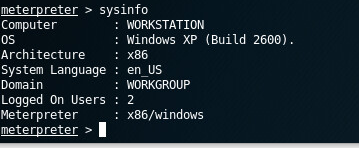 meterpreter > sysinfo
Computer        : WORKSTATION
OS              : Windows XP (Build 2600).
Architecture    : x86
System Language : en_US
Domain          : WORKGROUP
Logged On Users : 2
Meterpreter     : x86/windows
meterpreter >